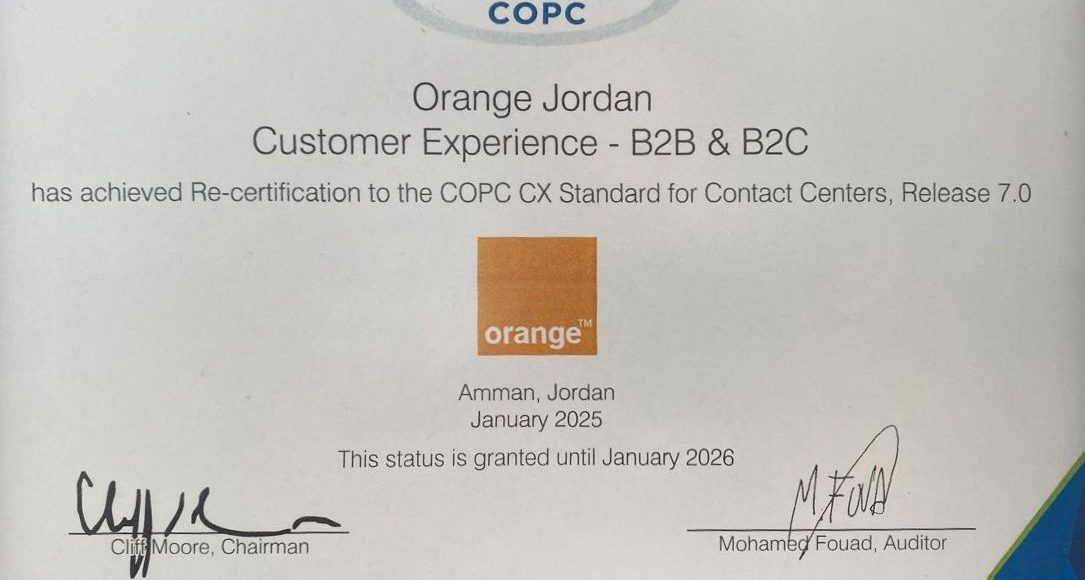 COPC
Orange Jordan
Customer Experience - B2B & B2C
has achieved Re-certification to the COPC CX Standard for Contact Centers, Release 7.0
orange™
Amman, Jordan
January 2025
This status is granted until January 2026
M.Fouad
Cliff Moore, Chairman
Mohamed Fouad, Auditor